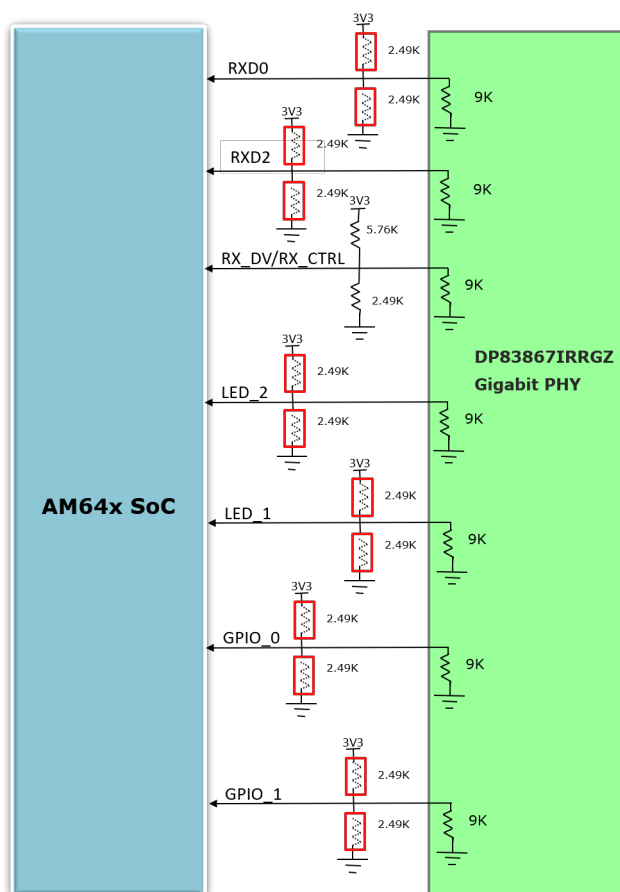 3V3
2.49K
RXD0
2.49K
9K
3V3
2.49K
RXD2
2.49K
9K
3V3
5.76K
RX_DV/RX_CTRL
9K
2.49K
3V3
DP83867IRRGZ
Gigabit PHY
2.49K
LED_2
2.49K
9K
3V3
AM64x SoC
2.49K
LED_1
2.49K
9K
3V3
2.49K
GPIO_0
2.49K
9K
3V3
2.49K
GPIO_1
2.49K
9K